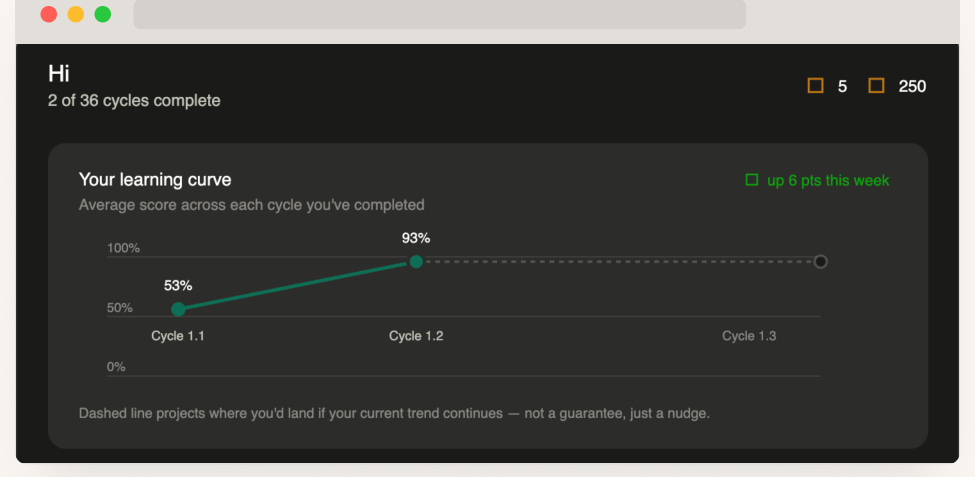 Hi
2 of 36 cycles complete
5 250
Your learning curve
up 6 pts this week
Average score across each cycle you've completed
93%
100%
53%
50%
Cycle 1.1 Cycle 1.2 Cycle 1.3
0%
Dashed line projects where you'd land if your current trend continues — not a guarantee, just a nudge.